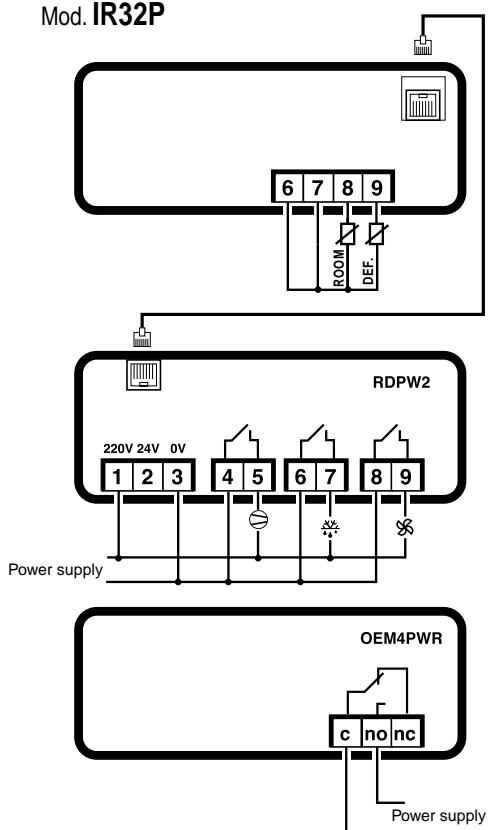 Mod. IR32P
6 7 8 9
ROOM
DEF.
RDPW2
220V 24V 0V
1 2 3 4 5 6 7 8 9
Power supply
OEM4PWR
c no nc
Power supply